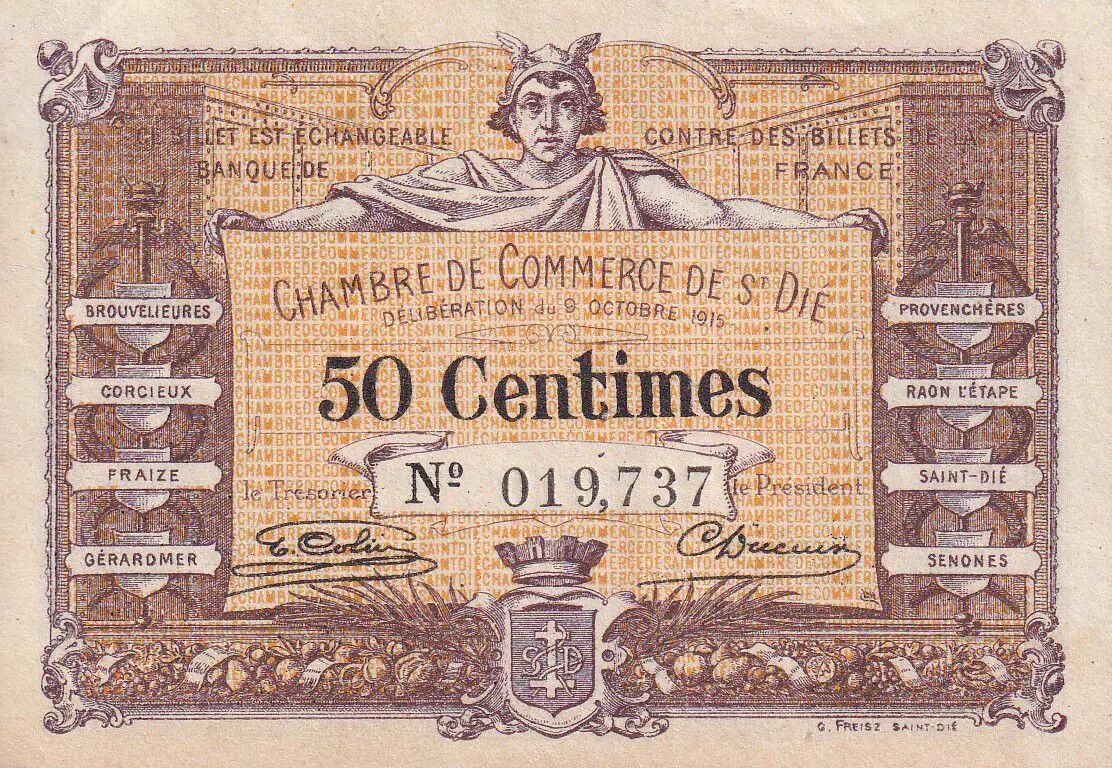 CE BILLET EST ÉCHANGEABLE CONTRE DES BILLETS DE LA
BANQUE DE FRANCE
CHAMBRE DE COMMERCE DE ST DIÉ
DÉLIBÉRATION du 9 OCTOBRE 1915
50 Centimes
Nº 019,737
le Trésorier le Président
BROUVELIEURES
CORCIEUX
FRAIZE
GÉRARDMER
PROVENCHÈRES
RAON L'ÉTAPE
SAINT-DIÉ
SENONES
G. FREISZ SAINT-DIÉ